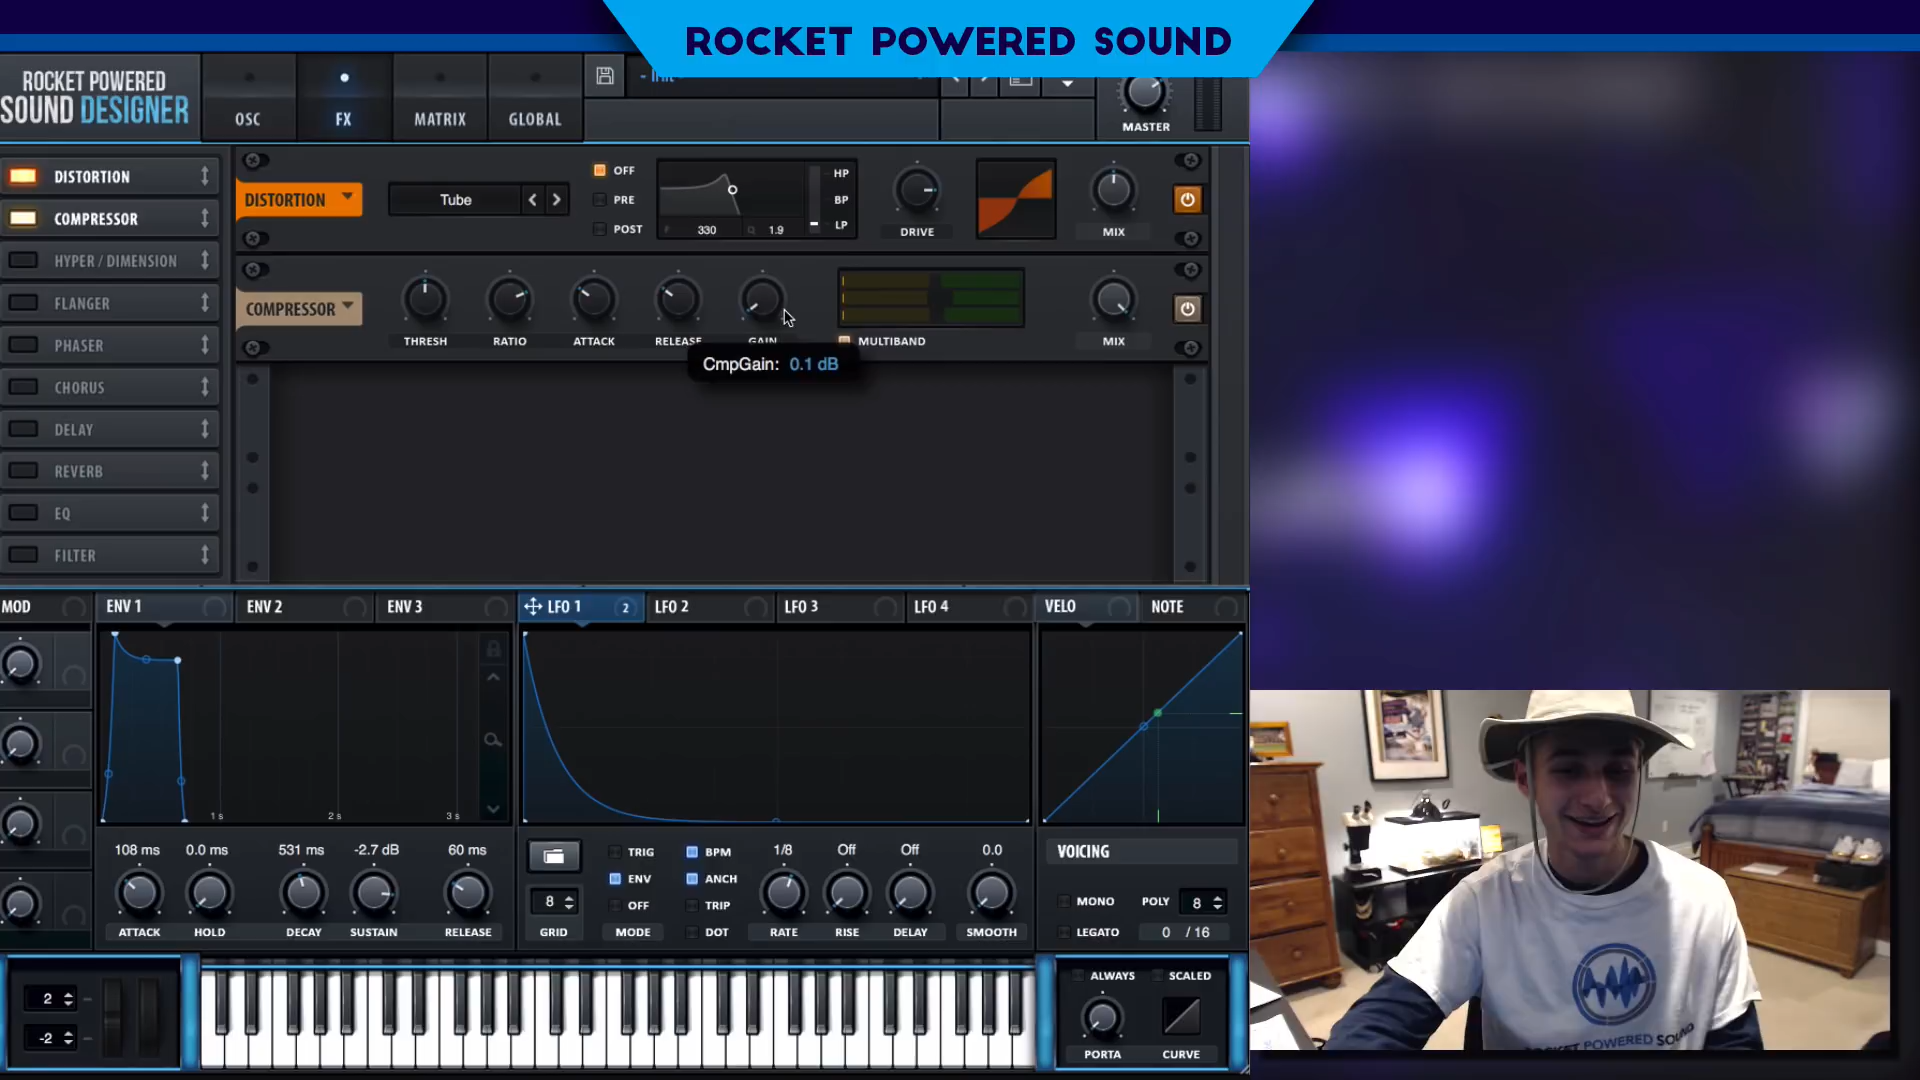 ROCKET POWERED SOUND
ROCKET POWERED
SOUND DESIGNER
OSC
FX
MATRIX
GLOBAL
MASTER
DISTORTION
COMPRESSOR
HYPER / DIMENSION
FLANGER
PHASER
CHORUS
DELAY
REVERB
EQ
FILTER
DISTORTION
Tube
OFF
PRE
POST
F 330 Q 1.9
HP
BP
LP
DRIVE
MIX
COMPRESSOR
THRESH
RATIO
ATTACK
RELEASE
GAIN
MULTIBAND
MIX
CmpGain: 0.1 dB
MOD
ENV 1
ENV 2
ENV 3
LFO 1 2
LFO 2
LFO 3
LFO 4
VELO
NOTE
1 s 2 s 3 s
108 ms 0.0 ms 531 ms -2.7 dB 60 ms
ATTACK HOLD DECAY SUSTAIN RELEASE
8
GRID
TRIG
ENV
OFF
MODE
BPM
ANCH
TRIP
DOT
1/8 Off Off 0.0
RATE RISE DELAY SMOOTH
VOICING
MONO
POLY 8
LEGATO
0 / 16
2
-2
ALWAYS SCALED
PORTA CURVE
ROCKET POWERED SOUND